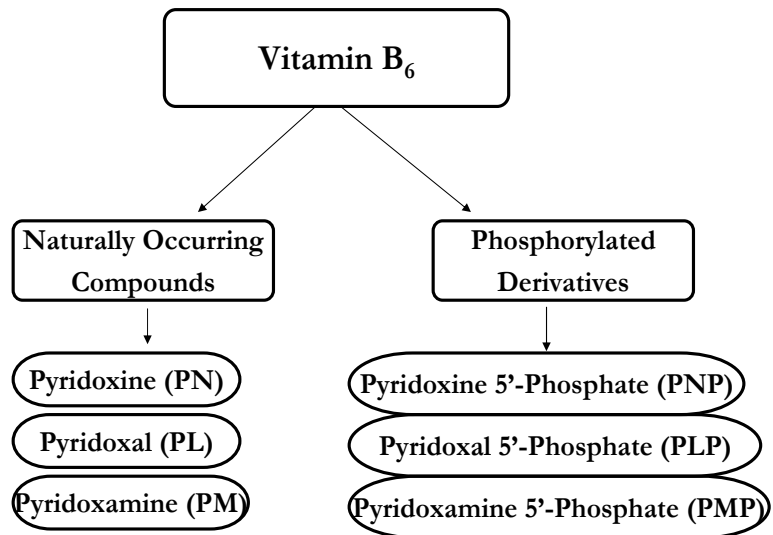 Vitamin B₆
Naturally Occurring
Compounds
Phosphorylated
Derivatives
Pyridoxine (PN)
Pyridoxal (PL)
Pyridoxamine (PM)
Pyridoxine 5’-Phosphate (PNP)
Pyridoxal 5’-Phosphate (PLP)
Pyridoxamine 5’-Phosphate (PMP)